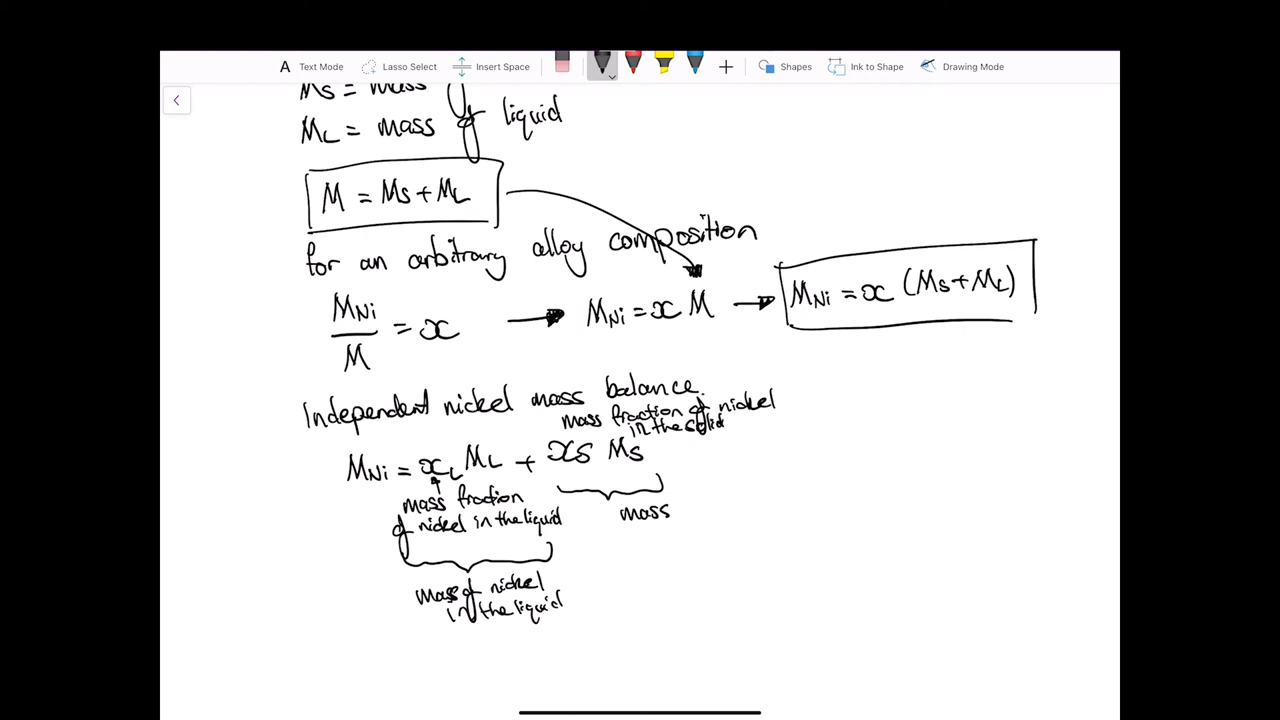 Text Mode Lasso Select Insert Space Shapes Ink to Shape Drawing Mode
Ms = mass
ML = mass of liquid
M = Ms + ML
for an arbitrary alloy composition
MNi / M = x → MNi = x M → MNi = x (Ms + ML)
Independent nickel mass balance.
mass fraction of nickel
in the solid
MNi = xL ML + xs Ms
mass fraction
of nickel in the liquid
mass
mass of nickel
in the liquid